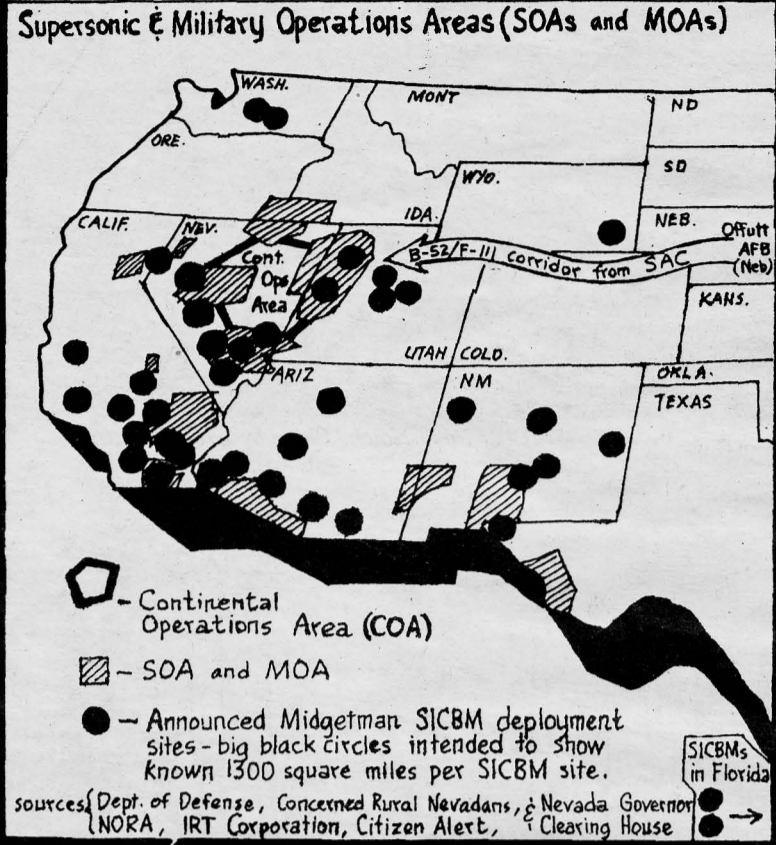 Supersonic & Military Operations Areas (SOAs and MOAs)
WASH.
MONT
ND
ORE.
SD
WYO.
CALIF.
NEV.
IDA.
NEB.
Offutt
AFB
(Neb)
Cont.
Ops
Area
B-52/F-111 corridor from SAC
KANS.
UTAH
COLO.
ARIZ
NM
OKLA.
TEXAS
- Continental
Operations Area (COA)
- SOA and MOA
- Announced Midgetman SICBM deployment
sites - big black circles intended to show
known 1300 square miles per SICBM site.
SICBMs
in Florida
sources { Dept. of Defense, Concerned Rural Nevadans, & Nevada Governor
NORA, IRT Corporation, Citizen Alert, Clearing House